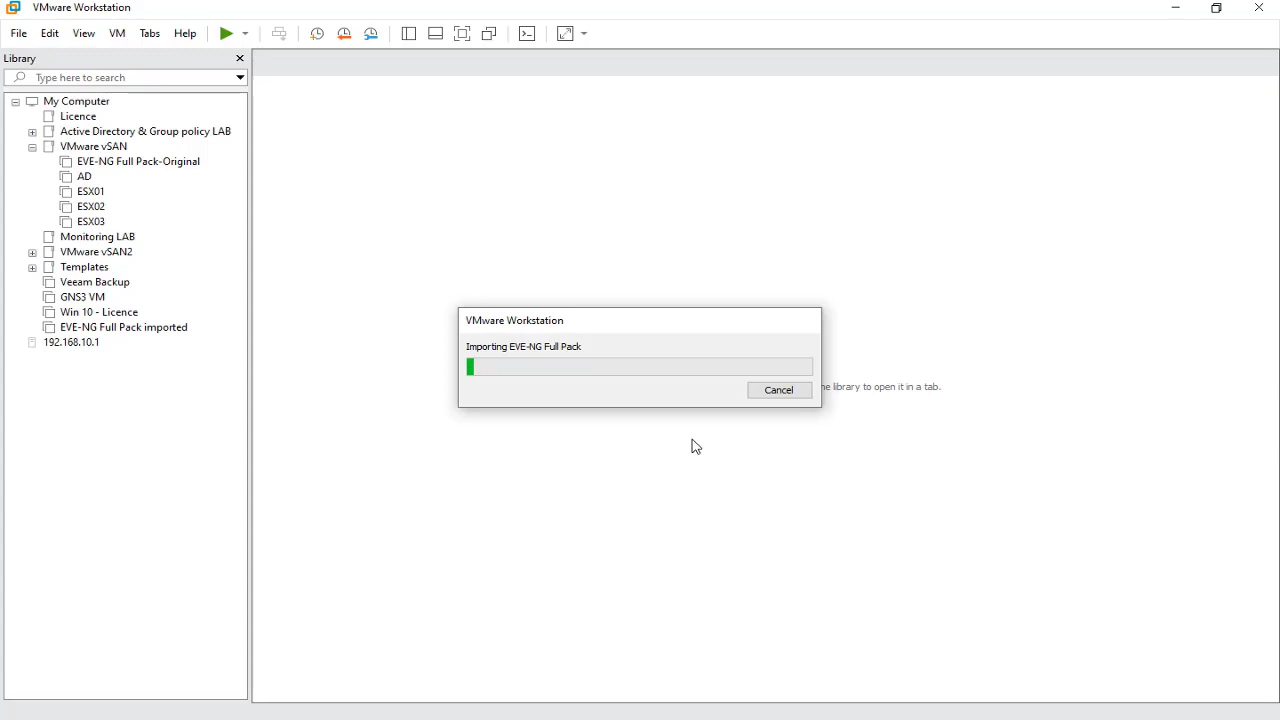 VMware Workstation
File Edit View VM Tabs Help
Library
Type here to search
My Computer
Licence
Active Directory & Group policy LAB
VMware vSAN
EVE-NG Full Pack-Original
AD
ESX01
ESX02
ESX03
Monitoring LAB
VMware vSAN2
Templates
Veeam Backup
GNS3 VM
Win 10 - Licence
EVE-NG Full Pack imported
192.168.10.1
VMware Workstation
Importing EVE-NG Full Pack
Cancel
library to open it in a tab.